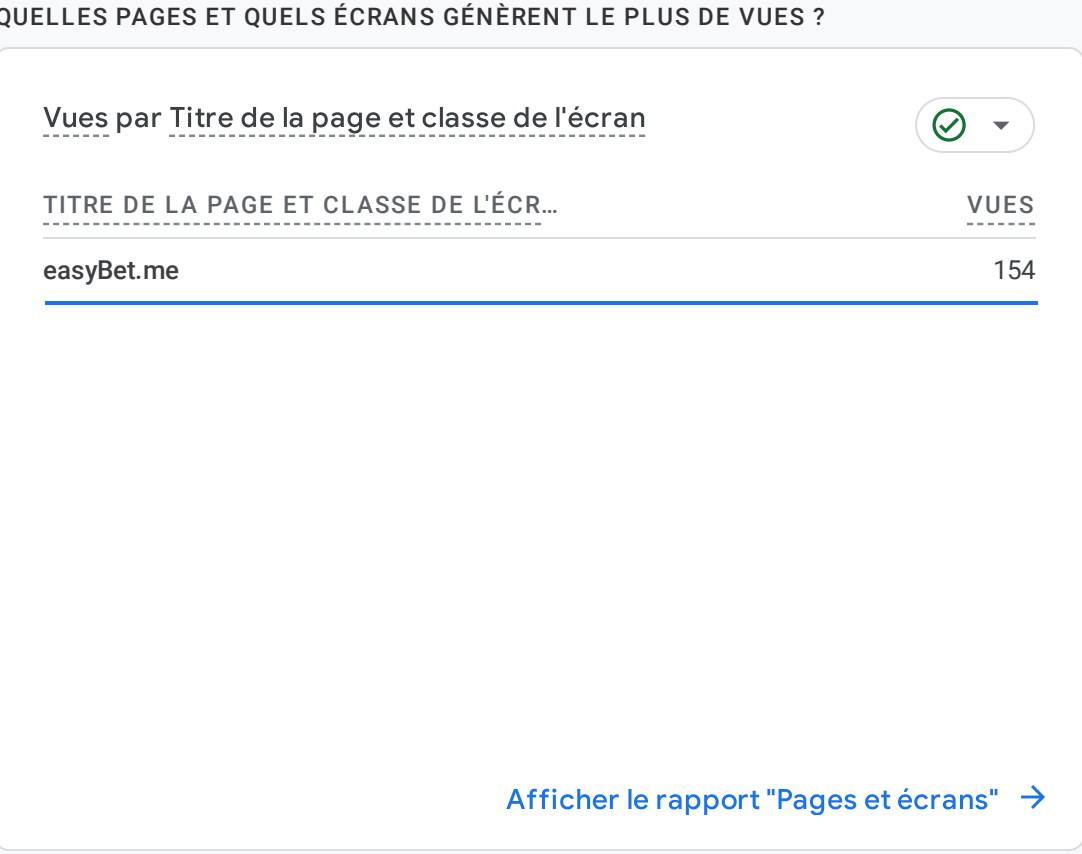 QUELLES PAGES ET QUELS ÉCRANS GÉNÈRENT LE PLUS DE VUES ?
Vues par Titre de la page et classe de l'écran
TITRE DE LA PAGE ET CLASSE DE L'ÉCR… VUES
easyBet.me 154
Afficher le rapport "Pages et écrans"